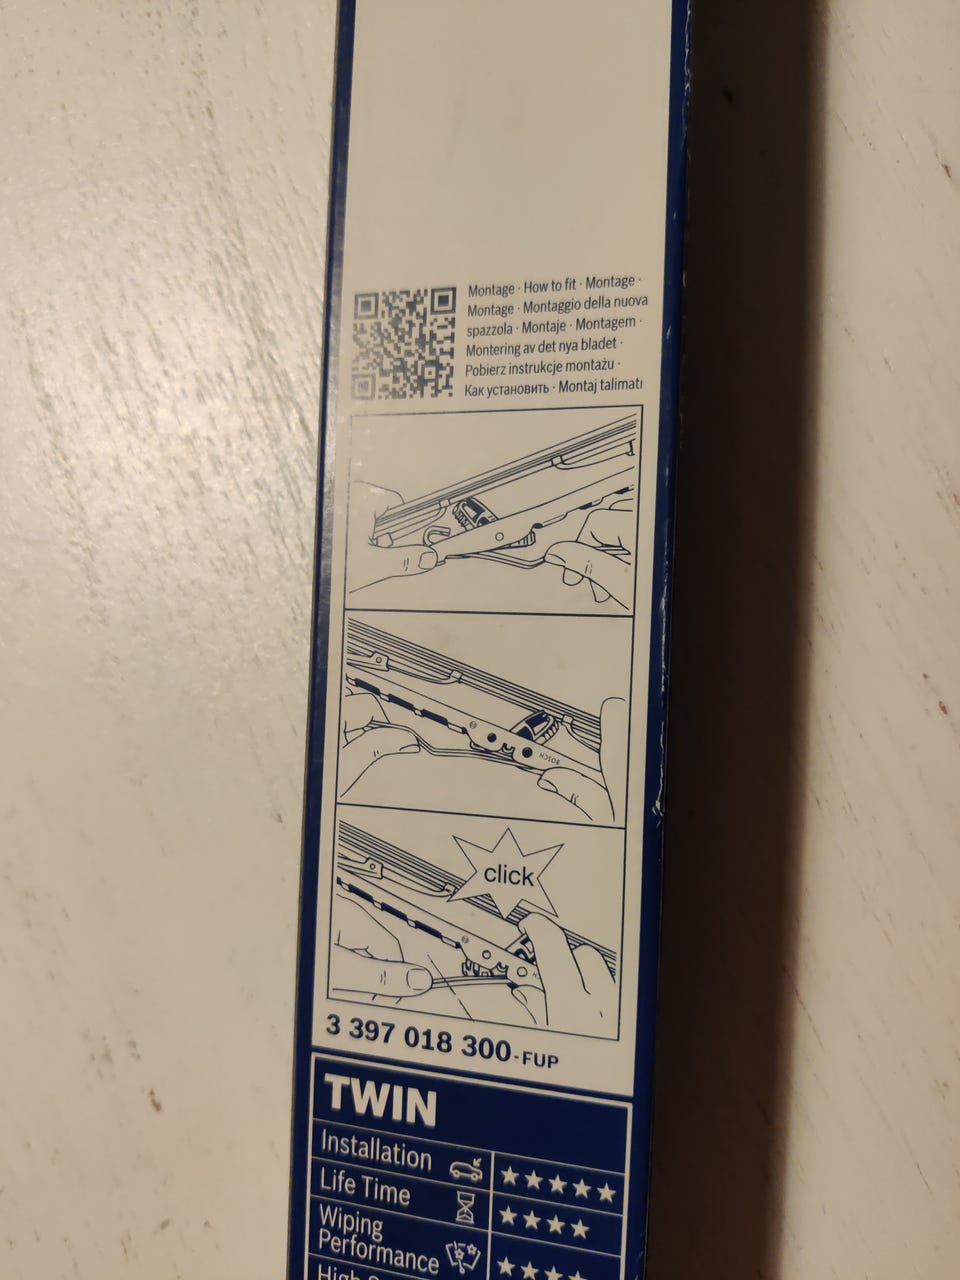 Montage · How to fit · Montage ·
Montage · Montaggio della nuova
spazzola · Montaje · Montagem ·
Montering av det nya bladet ·
Pobierz instrukcje montażu ·
Как установить · Montaj talimatı
BOSCH
click
3 397 018 300-FUP
TWIN
Installation
Life Time
Wiping
Performance
High